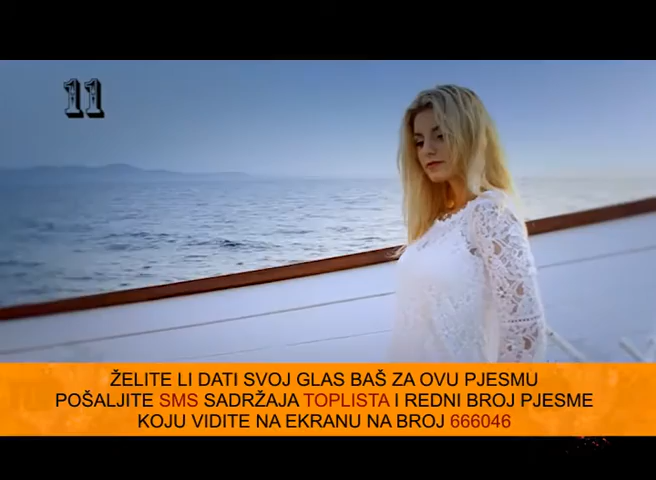 11
ŽELITE LI DATI SVOJ GLAS BAŠ ZA OVU PJESMU
POŠALJITE SMS SADRŽAJA TOPLISTA I REDNI BROJ PJESME
KOJU VIDITE NA EKRANU NA BROJ 666046